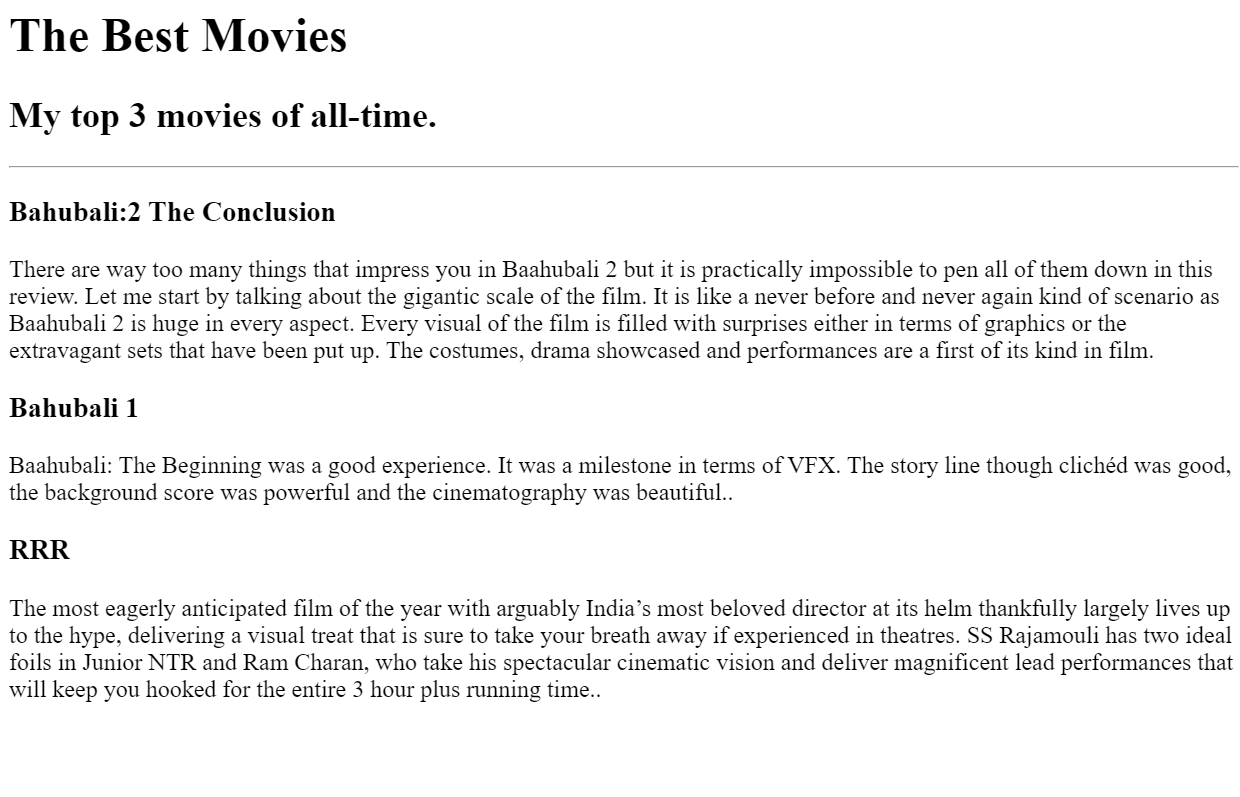 The Best Movies
My top 3 movies of all-time.
Bahubali:2 The Conclusion
There are way too many things that impress you in Baahubali 2 but it is practically impossible to pen all of them down in this
review. Let me start by talking about the gigantic scale of the film. It is like a never before and never again kind of scenario as
Baahubali 2 is huge in every aspect. Every visual of the film is filled with surprises either in terms of graphics or the
extravagant sets that have been put up. The costumes, drama showcased and performances are a first of its kind in film.
Bahubali 1
Baahubali: The Beginning was a good experience. It was a milestone in terms of VFX. The story line though clichéd was good,
the background score was powerful and the cinematography was beautiful..
RRR
The most eagerly anticipated film of the year with arguably India’s most beloved director at its helm thankfully largely lives up
to the hype, delivering a visual treat that is sure to take your breath away if experienced in theatres. SS Rajamouli has two ideal
foils in Junior NTR and Ram Charan, who take his spectacular cinematic vision and deliver magnificent lead performances that
will keep you hooked for the entire 3 hour plus running time..